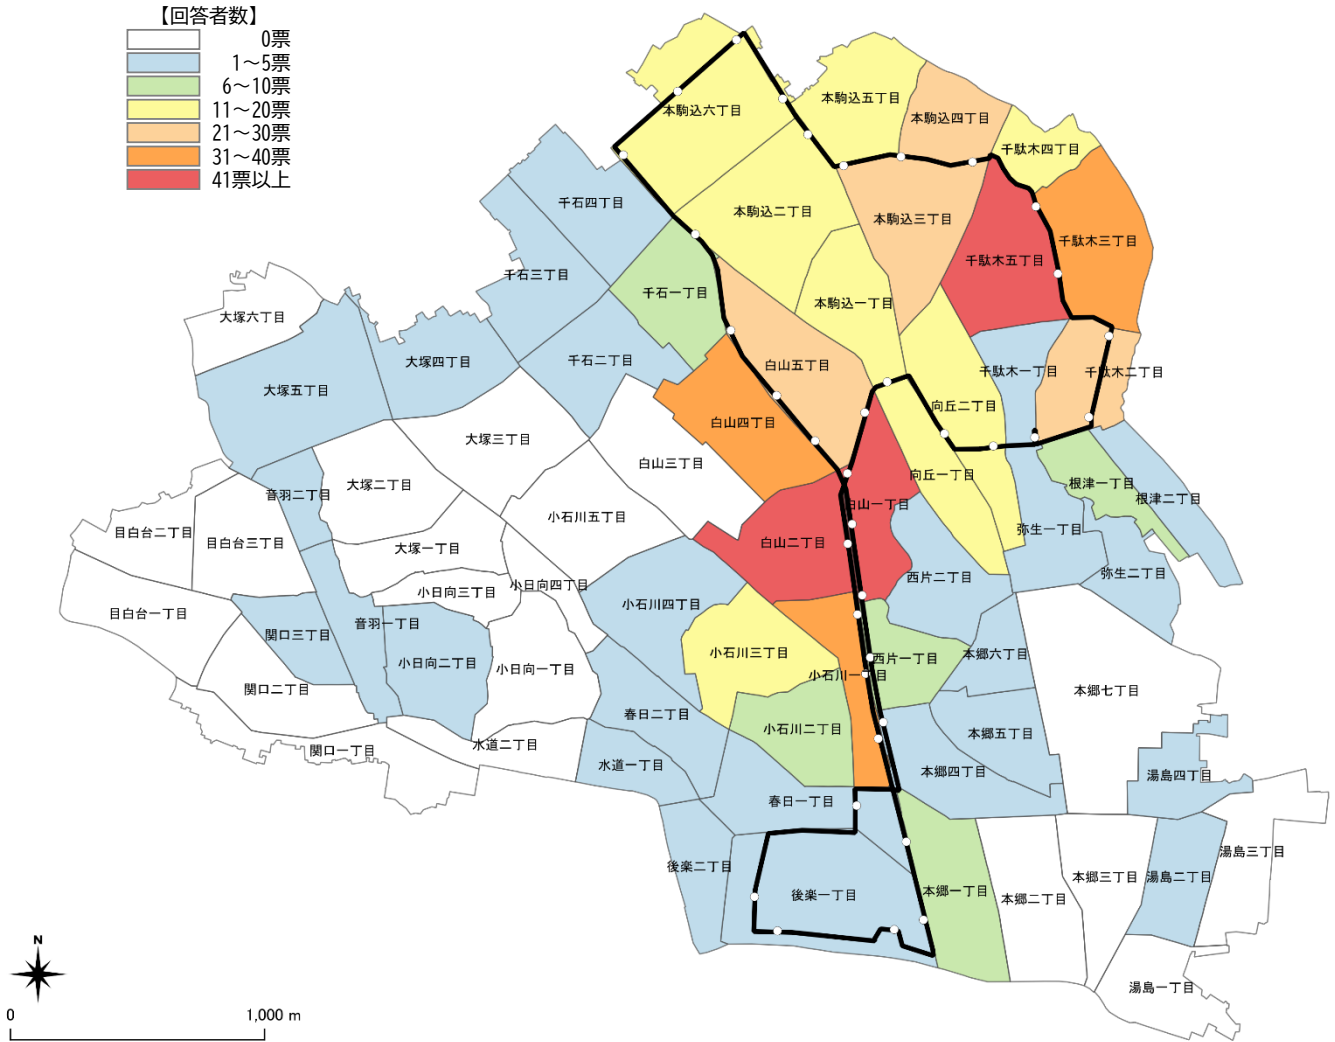 【回答者数】
0票
1～5票
6～10票
11～20票
21～30票
31～40票
41票以上
本駒込六丁目
本駒込五丁目
本駒込四丁目
千駄木四丁目
千石四丁目
本駒込二丁目
本駒込三丁目
千駄木三丁目
千駄木五丁目
千石三丁目
千石一丁目
本駒込一丁目
大塚六丁目
大塚四丁目
千石二丁目
白山五丁目
千駄木一丁目
千駄木二丁目
大塚五丁目
向丘二丁目
白山四丁目
大塚三丁目
白山三丁目
向丘一丁目
根津一丁目
根津二丁目
音羽二丁目
大塚二丁目
白山一丁目
小石川五丁目
弥生一丁目
目白台二丁目
目白台三丁目
大塚一丁目
白山二丁目
弥生二丁目
西片二丁目
小日向四丁目
小日向三丁目
小石川四丁目
目白台一丁目
音羽一丁目
関口三丁目
小日向二丁目
小日向一丁目
小石川三丁目
西片一丁目
本郷六丁目
小石川一丁目
関口二丁目
本郷七丁目
春日二丁目
小石川二丁目
本郷五丁目
関口一丁目
水道二丁目
水道一丁目
本郷四丁目
湯島四丁目
春日一丁目
湯島三丁目
後楽二丁目
後楽一丁目
本郷一丁目
本郷二丁目
本郷三丁目
湯島二丁目
湯島一丁目
N
0
1,000 m